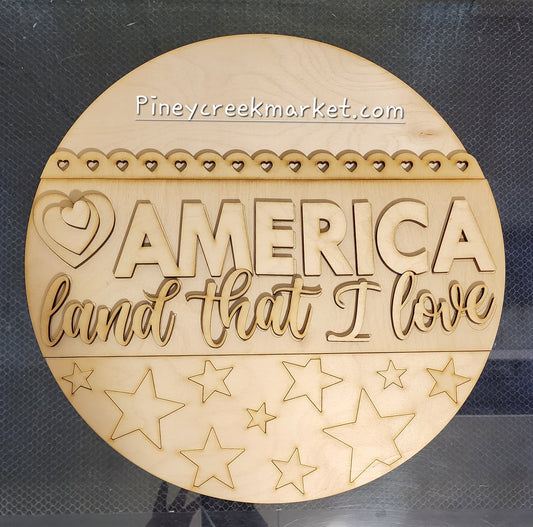 Pineycreekmarket.com
AMERICA
land that I love